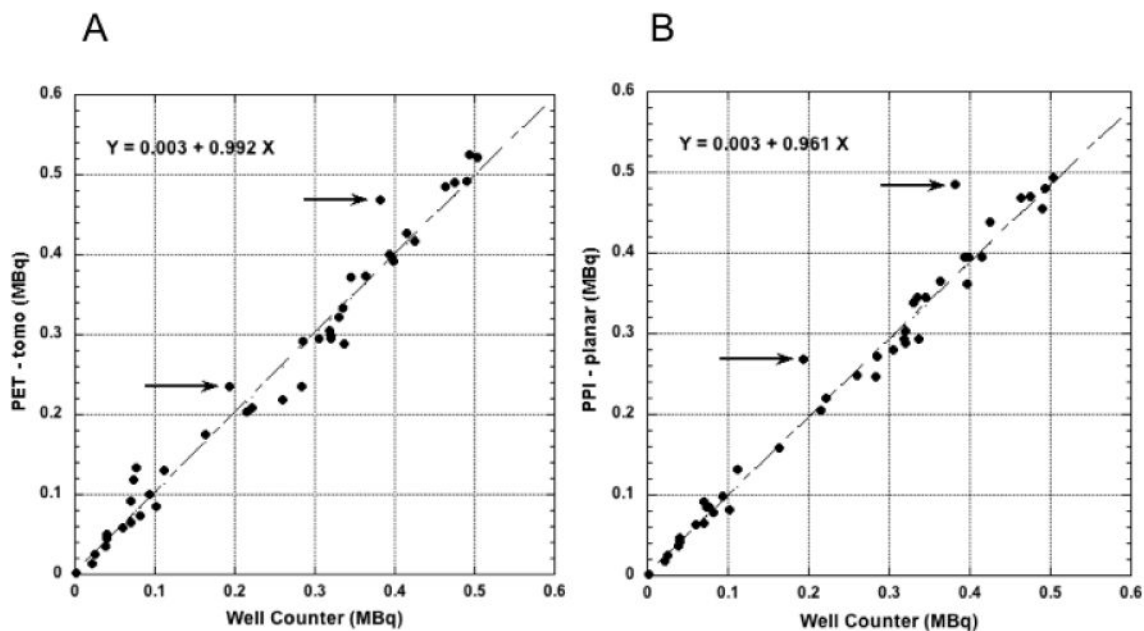 A
B
0.6
0.5
0.4
0.3
0.2
0.1
0
Y = 0.003 + 0.992 X
PET - tomo (MBq)
0 0.1 0.2 0.3 0.4 0.5 0.6
Well Counter (MBq)
0.6
0.5
0.4
0.3
0.2
0.1
0
Y = 0.003 + 0.961 X
PPI - planar (MBq)
0 0.1 0.2 0.3 0.4 0.5 0.6
Well Counter (MBq)